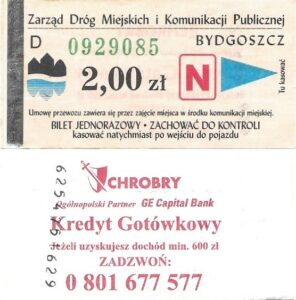 Zarząd Dróg Miejskich i Komunikacji Publicznej
D 0929085 BYDGOSZCZ
2,00 zł N
Tu kasować
Umowę przewozu zawiera się przez zajęcie miejsca w środku komunikacji miejskiej.
BILET JEDNORAZOWY • ZACHOWAĆ DO KONTROLI
kasować natychmiast po wejściu do pojazdu
CHROBRY
Ogólnopolski Partner GE Capital Bank
Kredyt Gotówkowy
Jeżeli uzyskujesz dochód min. 600 zł
ZADZWOŃ:
0 801 677 577